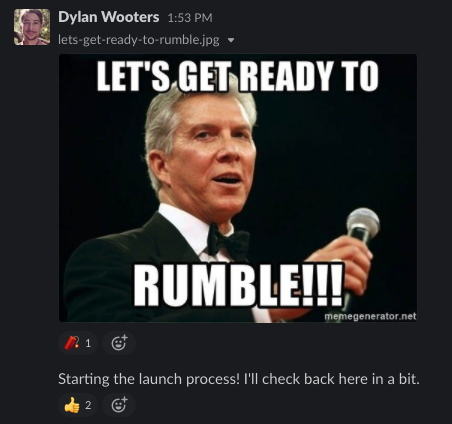 Dylan Wooters 1:53 PM
lets-get-ready-to-rumble.jpg
LET'S GET READY TO
RUMBLE!!!
memegenerator.net
1
Starting the launch process! I'll check back here in a bit.
2